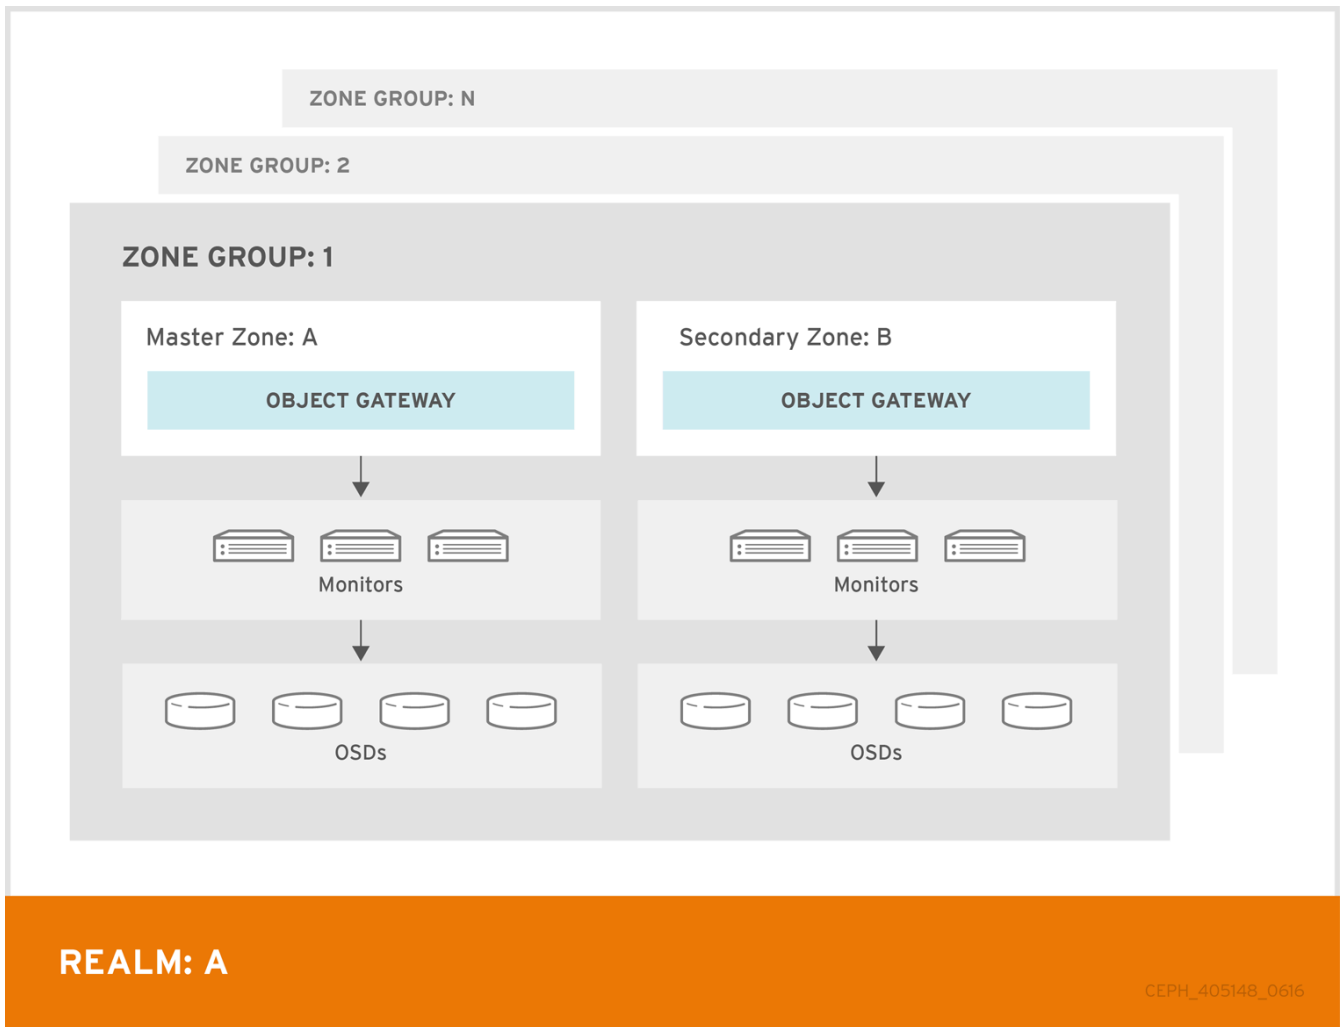 ZONE GROUP: N
ZONE GROUP: 2
ZONE GROUP: 1
Master Zone: A
OBJECT GATEWAY
Monitors
OSDs
Secondary Zone: B
OBJECT GATEWAY
Monitors
OSDs
REALM: A
CEPH_405148_0616